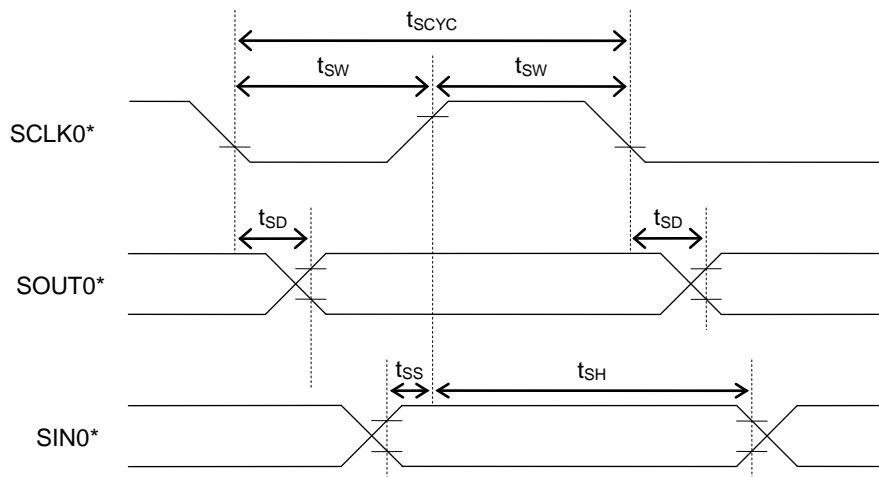 tSCYC
tSW tSW
SCLK0*
tSD tSD
SOUT0*
tSS tSH
SIN0*